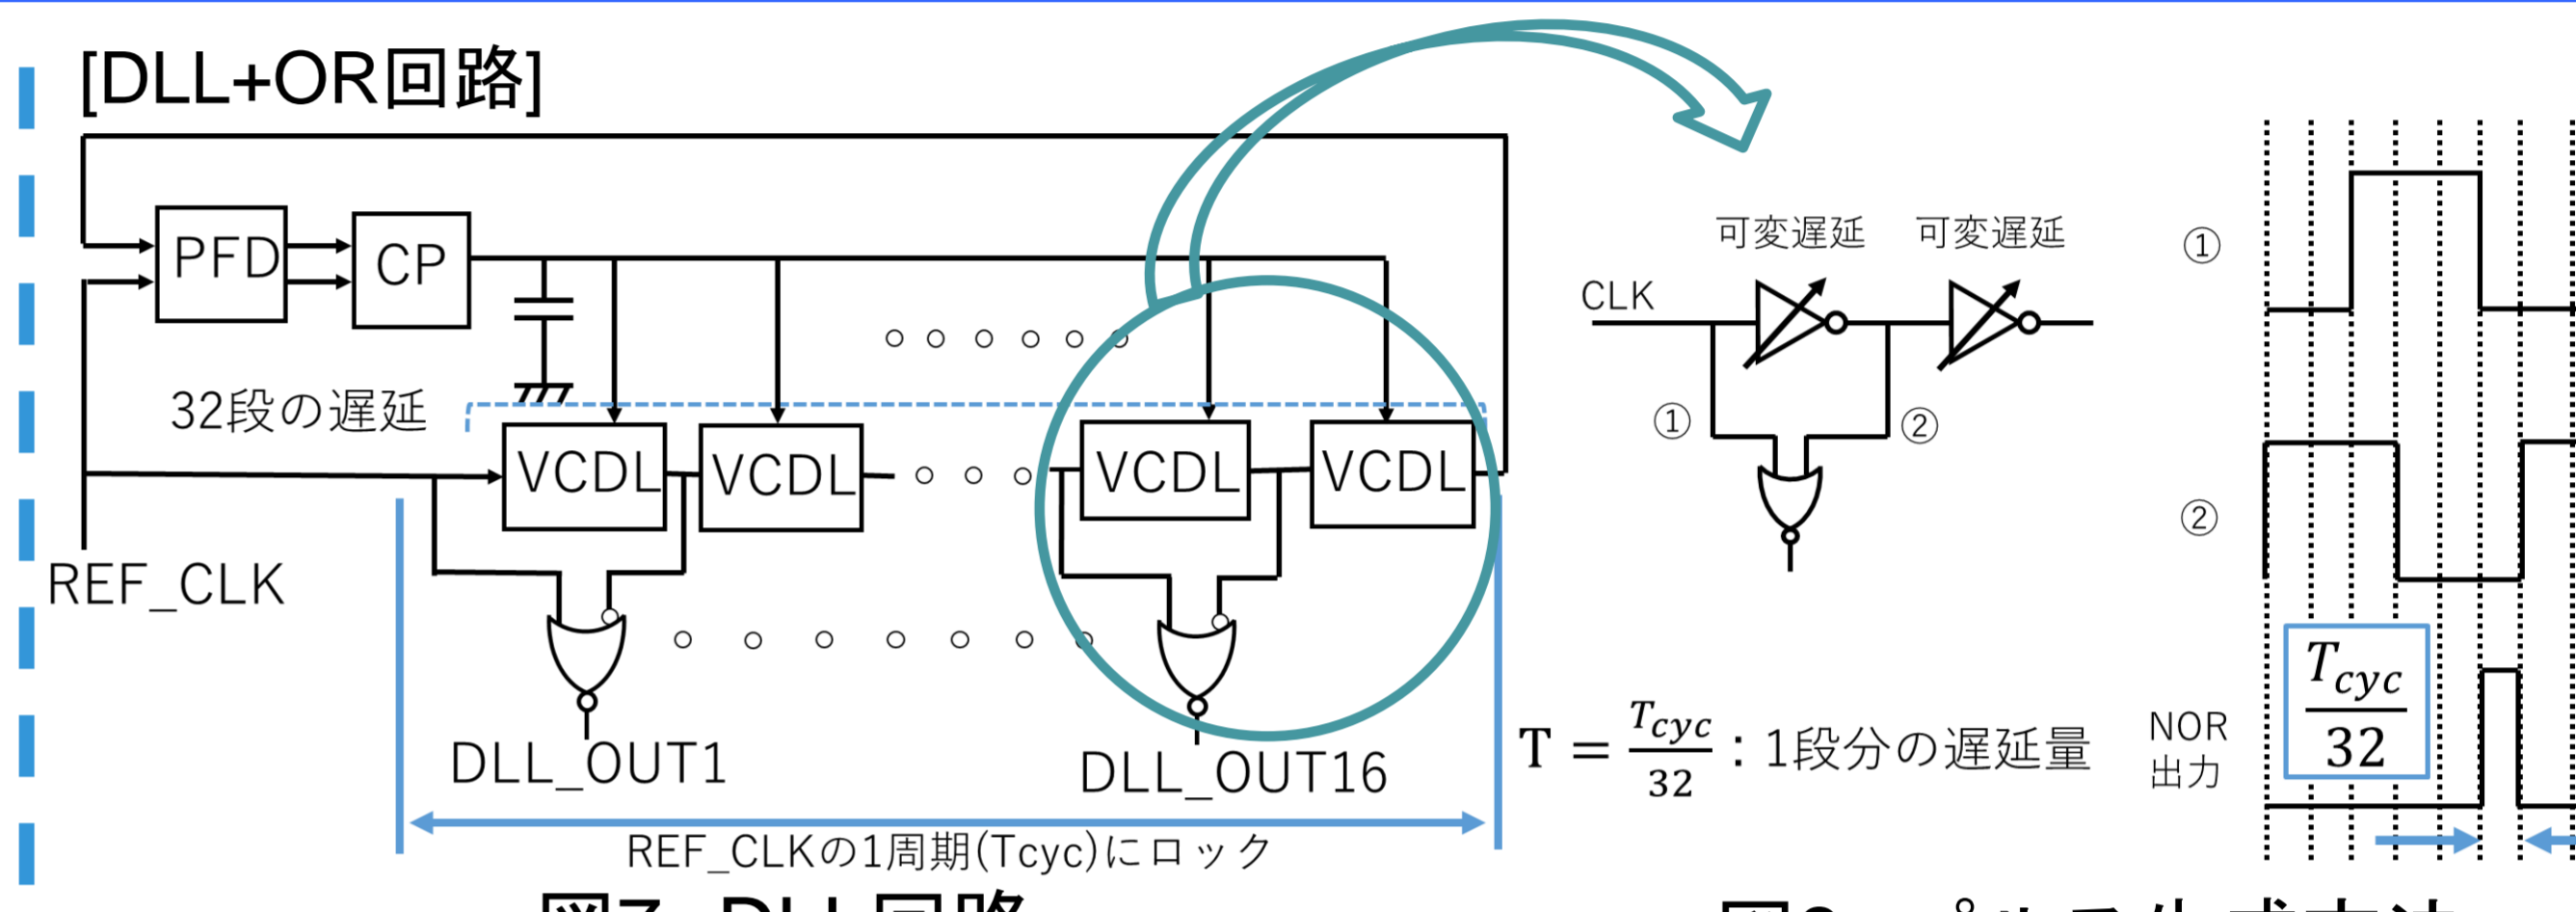 [DLL+OR回路]
PFD
CP
32段の遅延
VCDL
VCDL
VCDL
VCDL
REF_CLK
DLL_OUT1
DLL_OUT16
REF_CLKの1周期(Tcyc)にロック
可変遅延
可変遅延
CLK
①
②
T = Tcyc/32 : 1段分の遅延量
①
②
NOR
出力
Tcyc
32